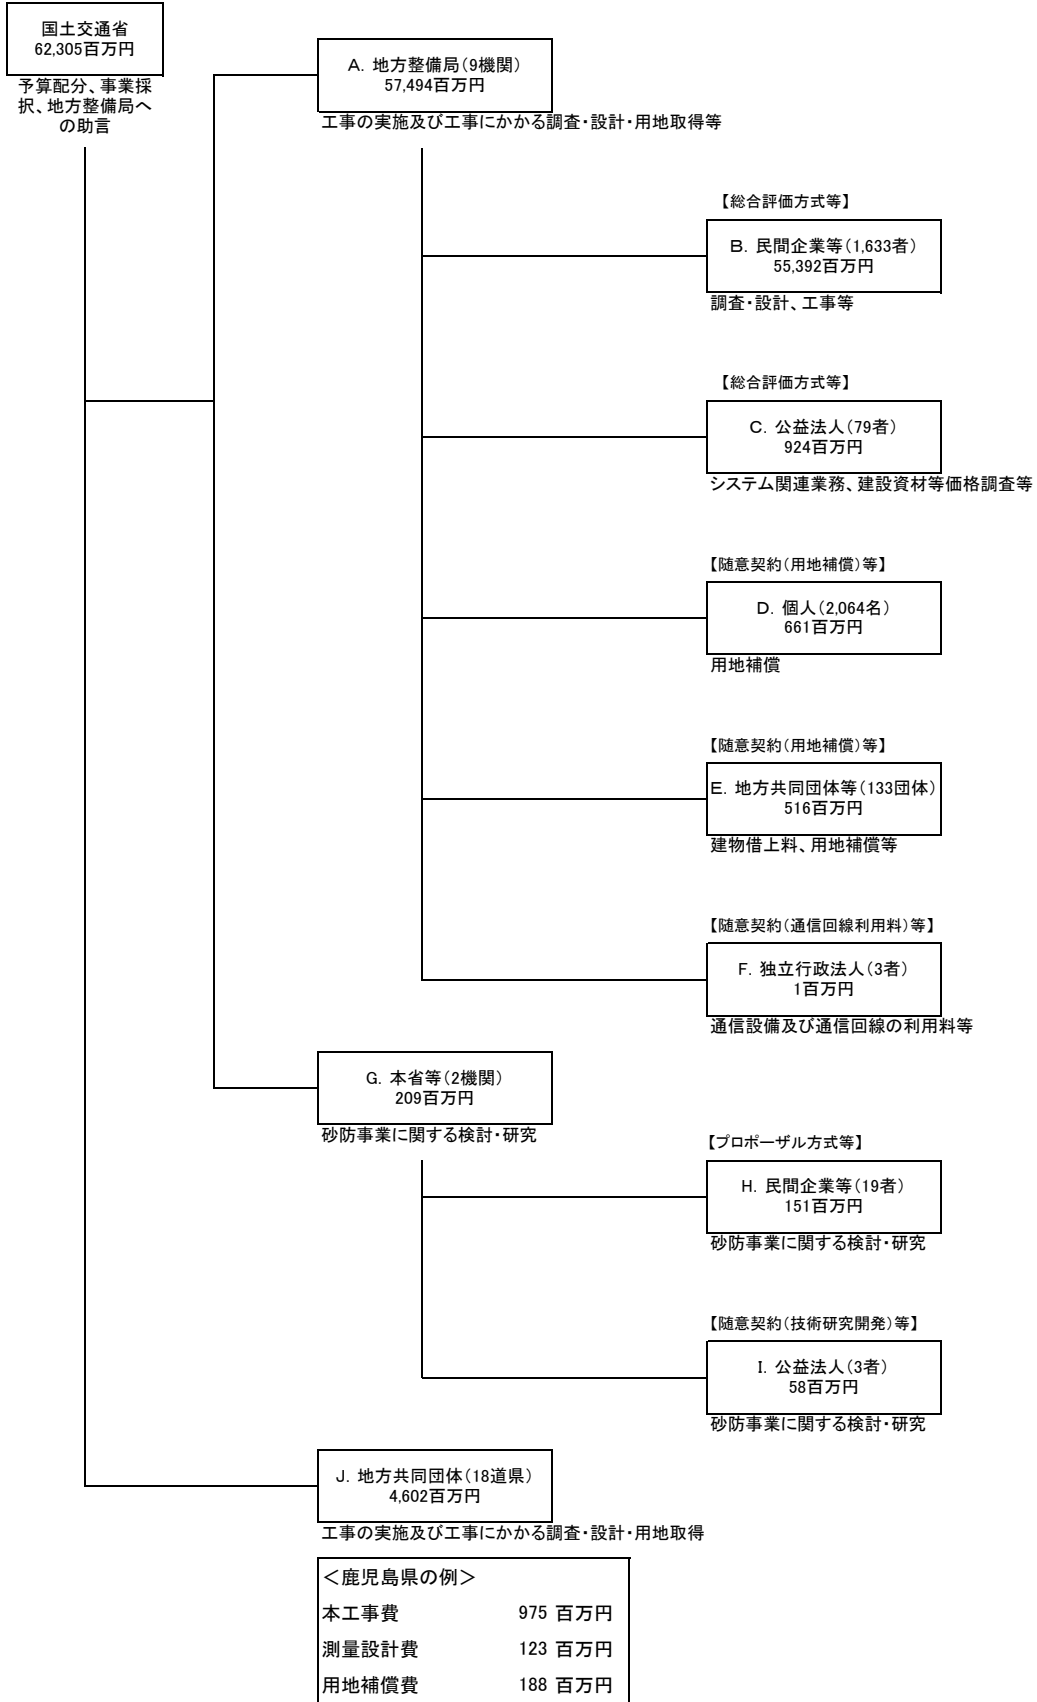 国土交通省
62,305百万円
予算配分、事業採
択、地方整備局へ
の助言
A. 地方整備局(9機関)
57,494百万円
工事の実施及び工事にかかる調査・設計・用地取得等
【総合評価方式等】
B. 民間企業等(1,633者)
55,392百万円
調査・設計、工事等
【総合評価方式等】
C. 公益法人(79者)
924百万円
システム関連業務、建設資材等価格調査等
【随意契約(用地補償)等】
D. 個人(2,064名)
661百万円
用地補償
【随意契約(用地補償)等】
E. 地方共同団体等(133団体)
516百万円
建物借上料、用地補償等
【随意契約(通信回線利用料)等】
F. 独立行政法人(3者)
1百万円
通信設備及び通信回線の利用料等
G. 本省等(2機関)
209百万円
砂防事業に関する検討・研究
【プロポーザル方式等】
H. 民間企業等(19者)
151百万円
砂防事業に関する検討・研究
【随意契約(技術研究開発)等】
I. 公益法人(3者)
58百万円
砂防事業に関する検討・研究
J. 地方共同団体(18道県)
4,602百万円
工事の実施及び工事にかかる調査・設計・用地取得
<鹿児島県の例>
本工事費 975 百万円
測量設計費 123 百万円
用地補償費 188 百万円